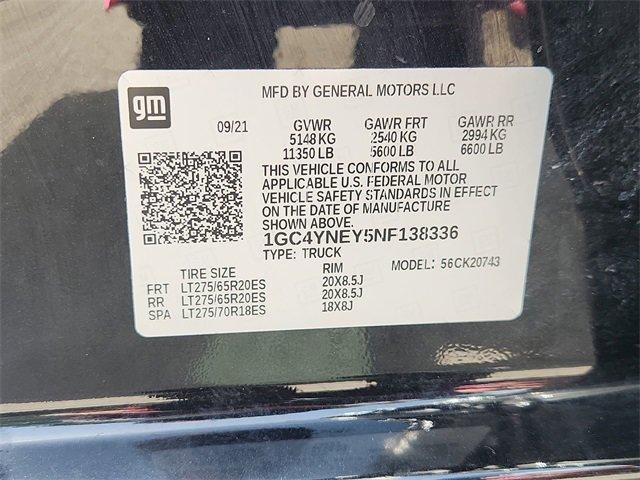 gm
MFD BY GENERAL MOTORS LLC
09/21 GVWR GAWR FRT GAWR RR
5148 KG 2540 KG 2994 KG
11350 LB 5600 LB 6600 LB
THIS VEHICLE CONFORMS TO ALL
APPLICABLE U.S. FEDERAL MOTOR
VEHICLE SAFETY STANDARDS IN EFFECT
ON THE DATE OF MANUFACTURE
SHOWN ABOVE.
1GC4YNEY5NF138336
TYPE: TRUCK
MODEL: 56CK20743
TIRE SIZE RIM
FRT LT275/65R20ES 20X8.5J
RR LT275/65R20ES 20X8.5J
SPA LT275/70R18ES 18X8J